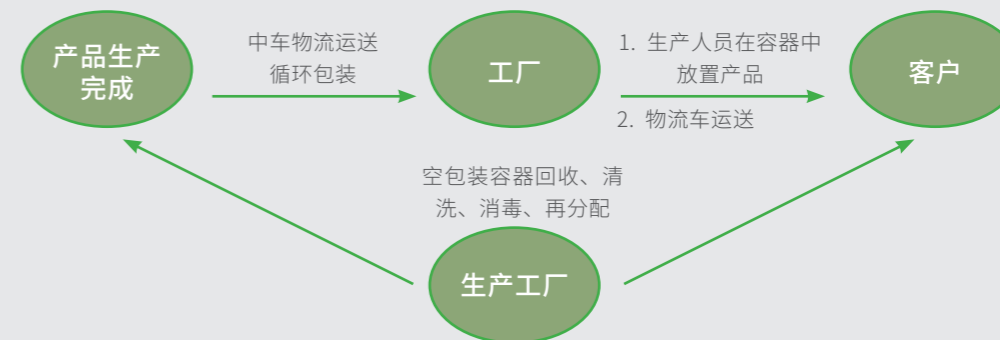 产品生产
完成
中车物流运送
循环包装
工厂
1. 生产人员在容器中
放置产品
2. 物流车运送
客户
空包装容器回收、清
洗、消毒、再分配
生产工厂